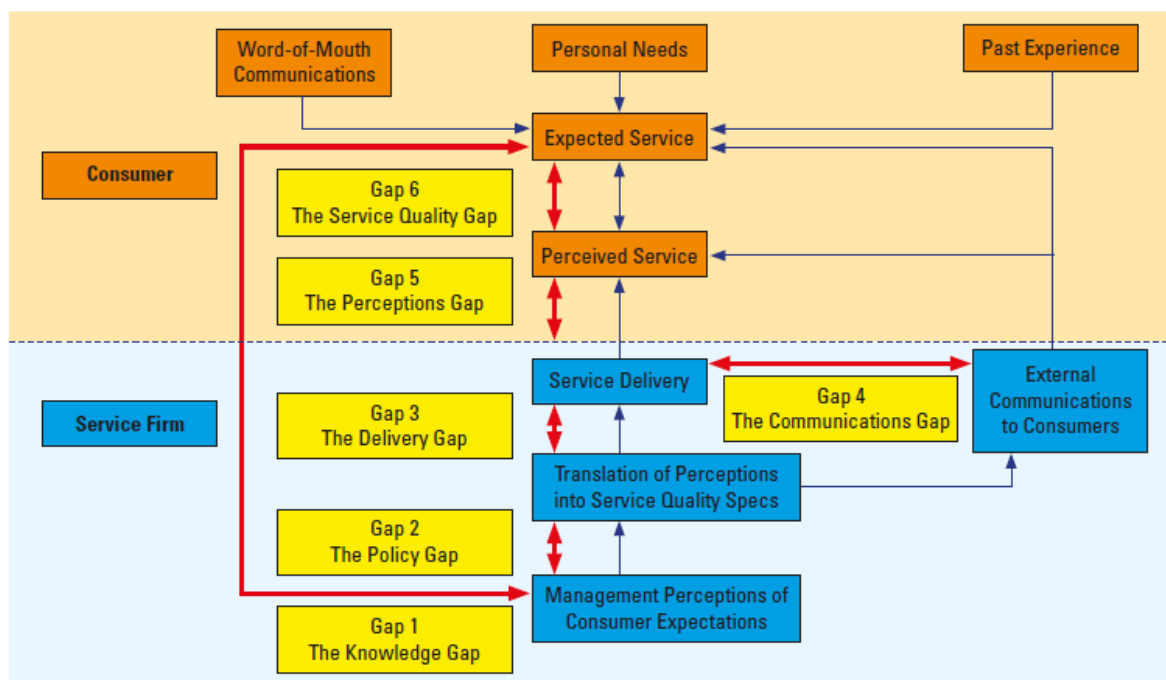 Word-of-Mouth
Communications
Personal Needs
Past Experience
Expected Service
Consumer
Gap 6
The Service Quality Gap
Perceived Service
Gap 5
The Perceptions Gap
Service Delivery
External
Communications
to Consumers
Gap 4
The Communications Gap
Service Firm
Gap 3
The Delivery Gap
Translation of Perceptions
into Service Quality Specs
Gap 2
The Policy Gap
Management Perceptions of
Consumer Expectations
Gap 1
The Knowledge Gap